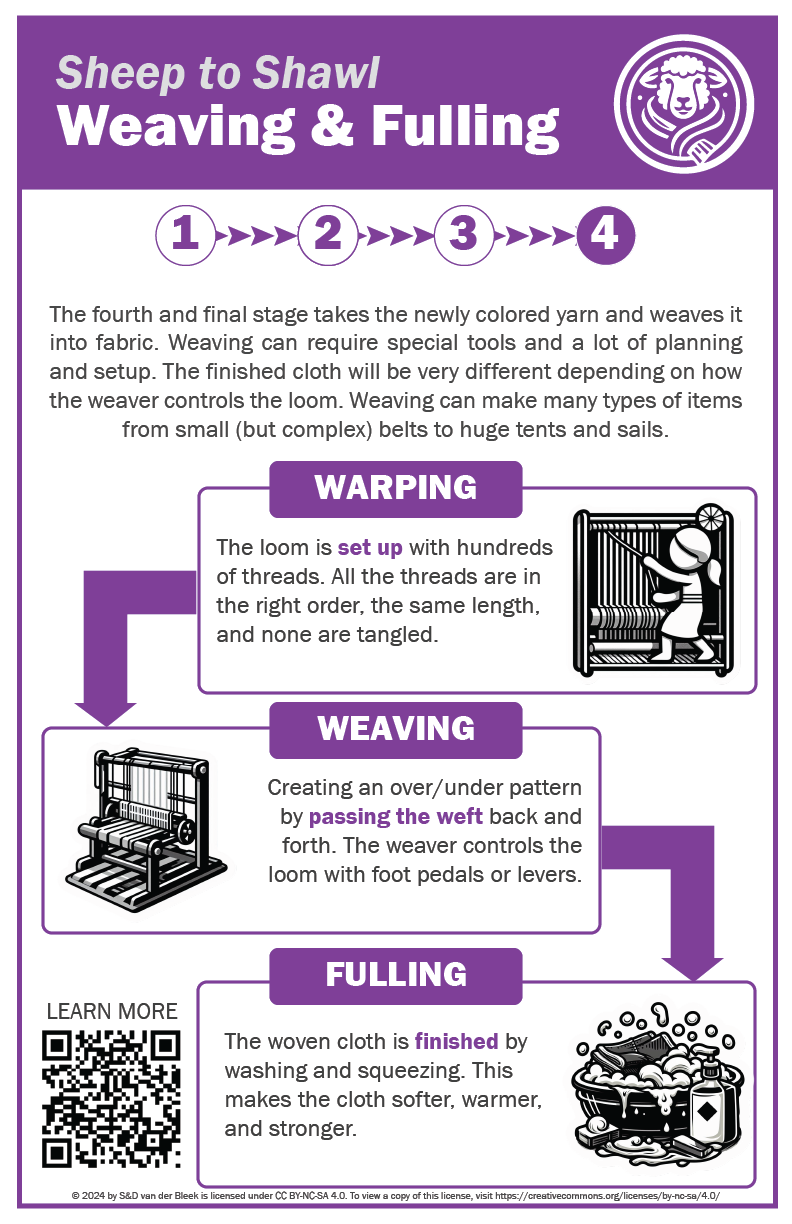 Sheep to Shawl
Weaving & Fulling
1 2 3 4
The fourth and final stage takes the newly colored yarn and weaves it
into fabric. Weaving can require special tools and a lot of planning
and setup. The finished cloth will be very different depending on how
the weaver controls the loom. Weaving can make many types of items
from small (but complex) belts to huge tents and sails.
WARPING
The loom is set up with hundreds
of threads. All the threads are in
the right order, the same length,
and none are tangled.
WEAVING
Creating an over/under pattern
by passing the weft back and
forth. The weaver controls the
loom with foot pedals or levers.
FULLING
The woven cloth is finished by
washing and squeezing. This
makes the cloth softer, warmer,
and stronger.
LEARN MORE
© 2024 by S&D van der Bleek is licensed under CC BY-NC-SA 4.0. To view a copy of this license, visit https://creativecommons.org/licenses/by-nc-sa/4.0/